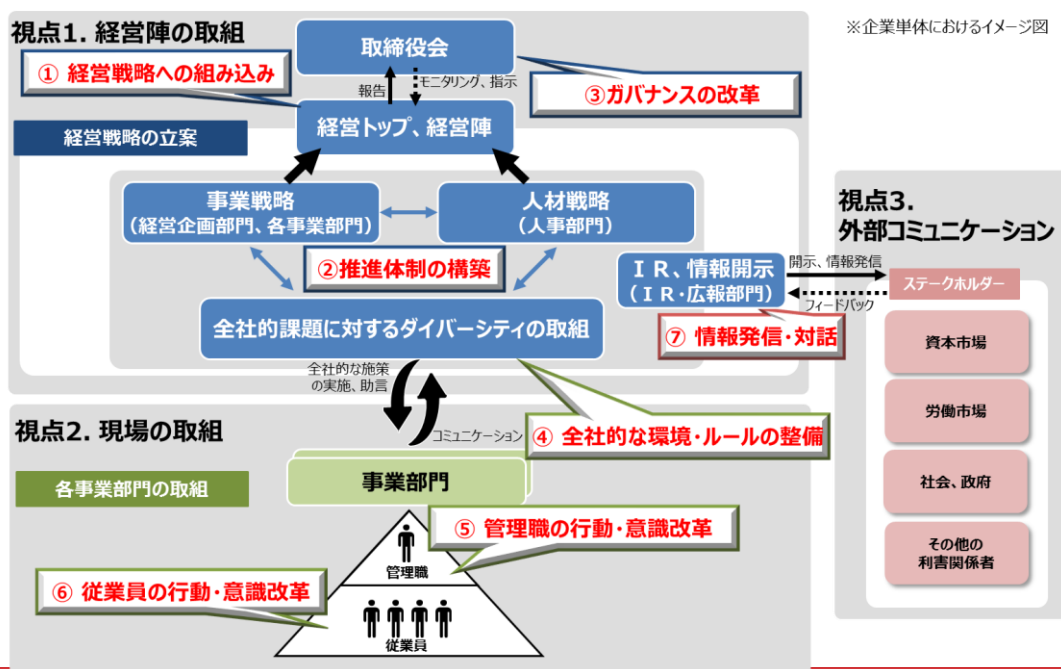 視点1. 経営陣の取組
※企業単体におけるイメージ図
取締役会
① 経営戦略への組み込み
報告
モニタリング、指示
③ガバナンスの改革
経営トップ、経営陣
経営戦略の立案
事業戦略
（経営企画部門、各事業部門）
人材戦略
（人事部門）
②推進体制の構築
全社的課題に対するダイバーシティの取組
ＩＲ、情報開示
（ＩＲ・広報部門）
⑦ 情報発信・対話
視点3.
外部コミュニケーション
開示、情報発信
フィードバック
ステークホルダー
資本市場
労働市場
社会、政府
その他の
利害関係者
全社的な施策
の実施、助言
コミュニケーション
④ 全社的な環境・ルールの整備
視点2. 現場の取組
各事業部門の取組
事業部門
⑤ 管理職の行動・意識改革
管理職
⑥ 従業員の行動・意識改革
従業員